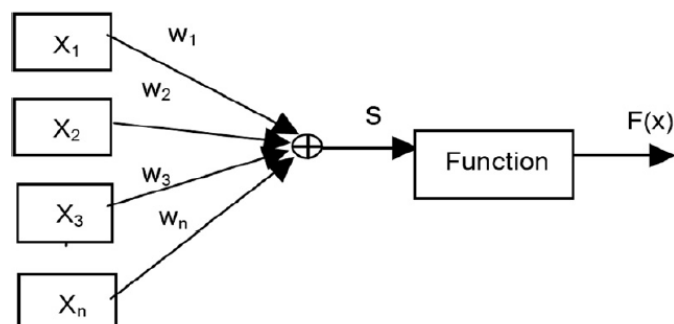 X₁
w₁
w₂
X₂
S
F(x)
Function
w₃
X₃
wₙ
Xₙ